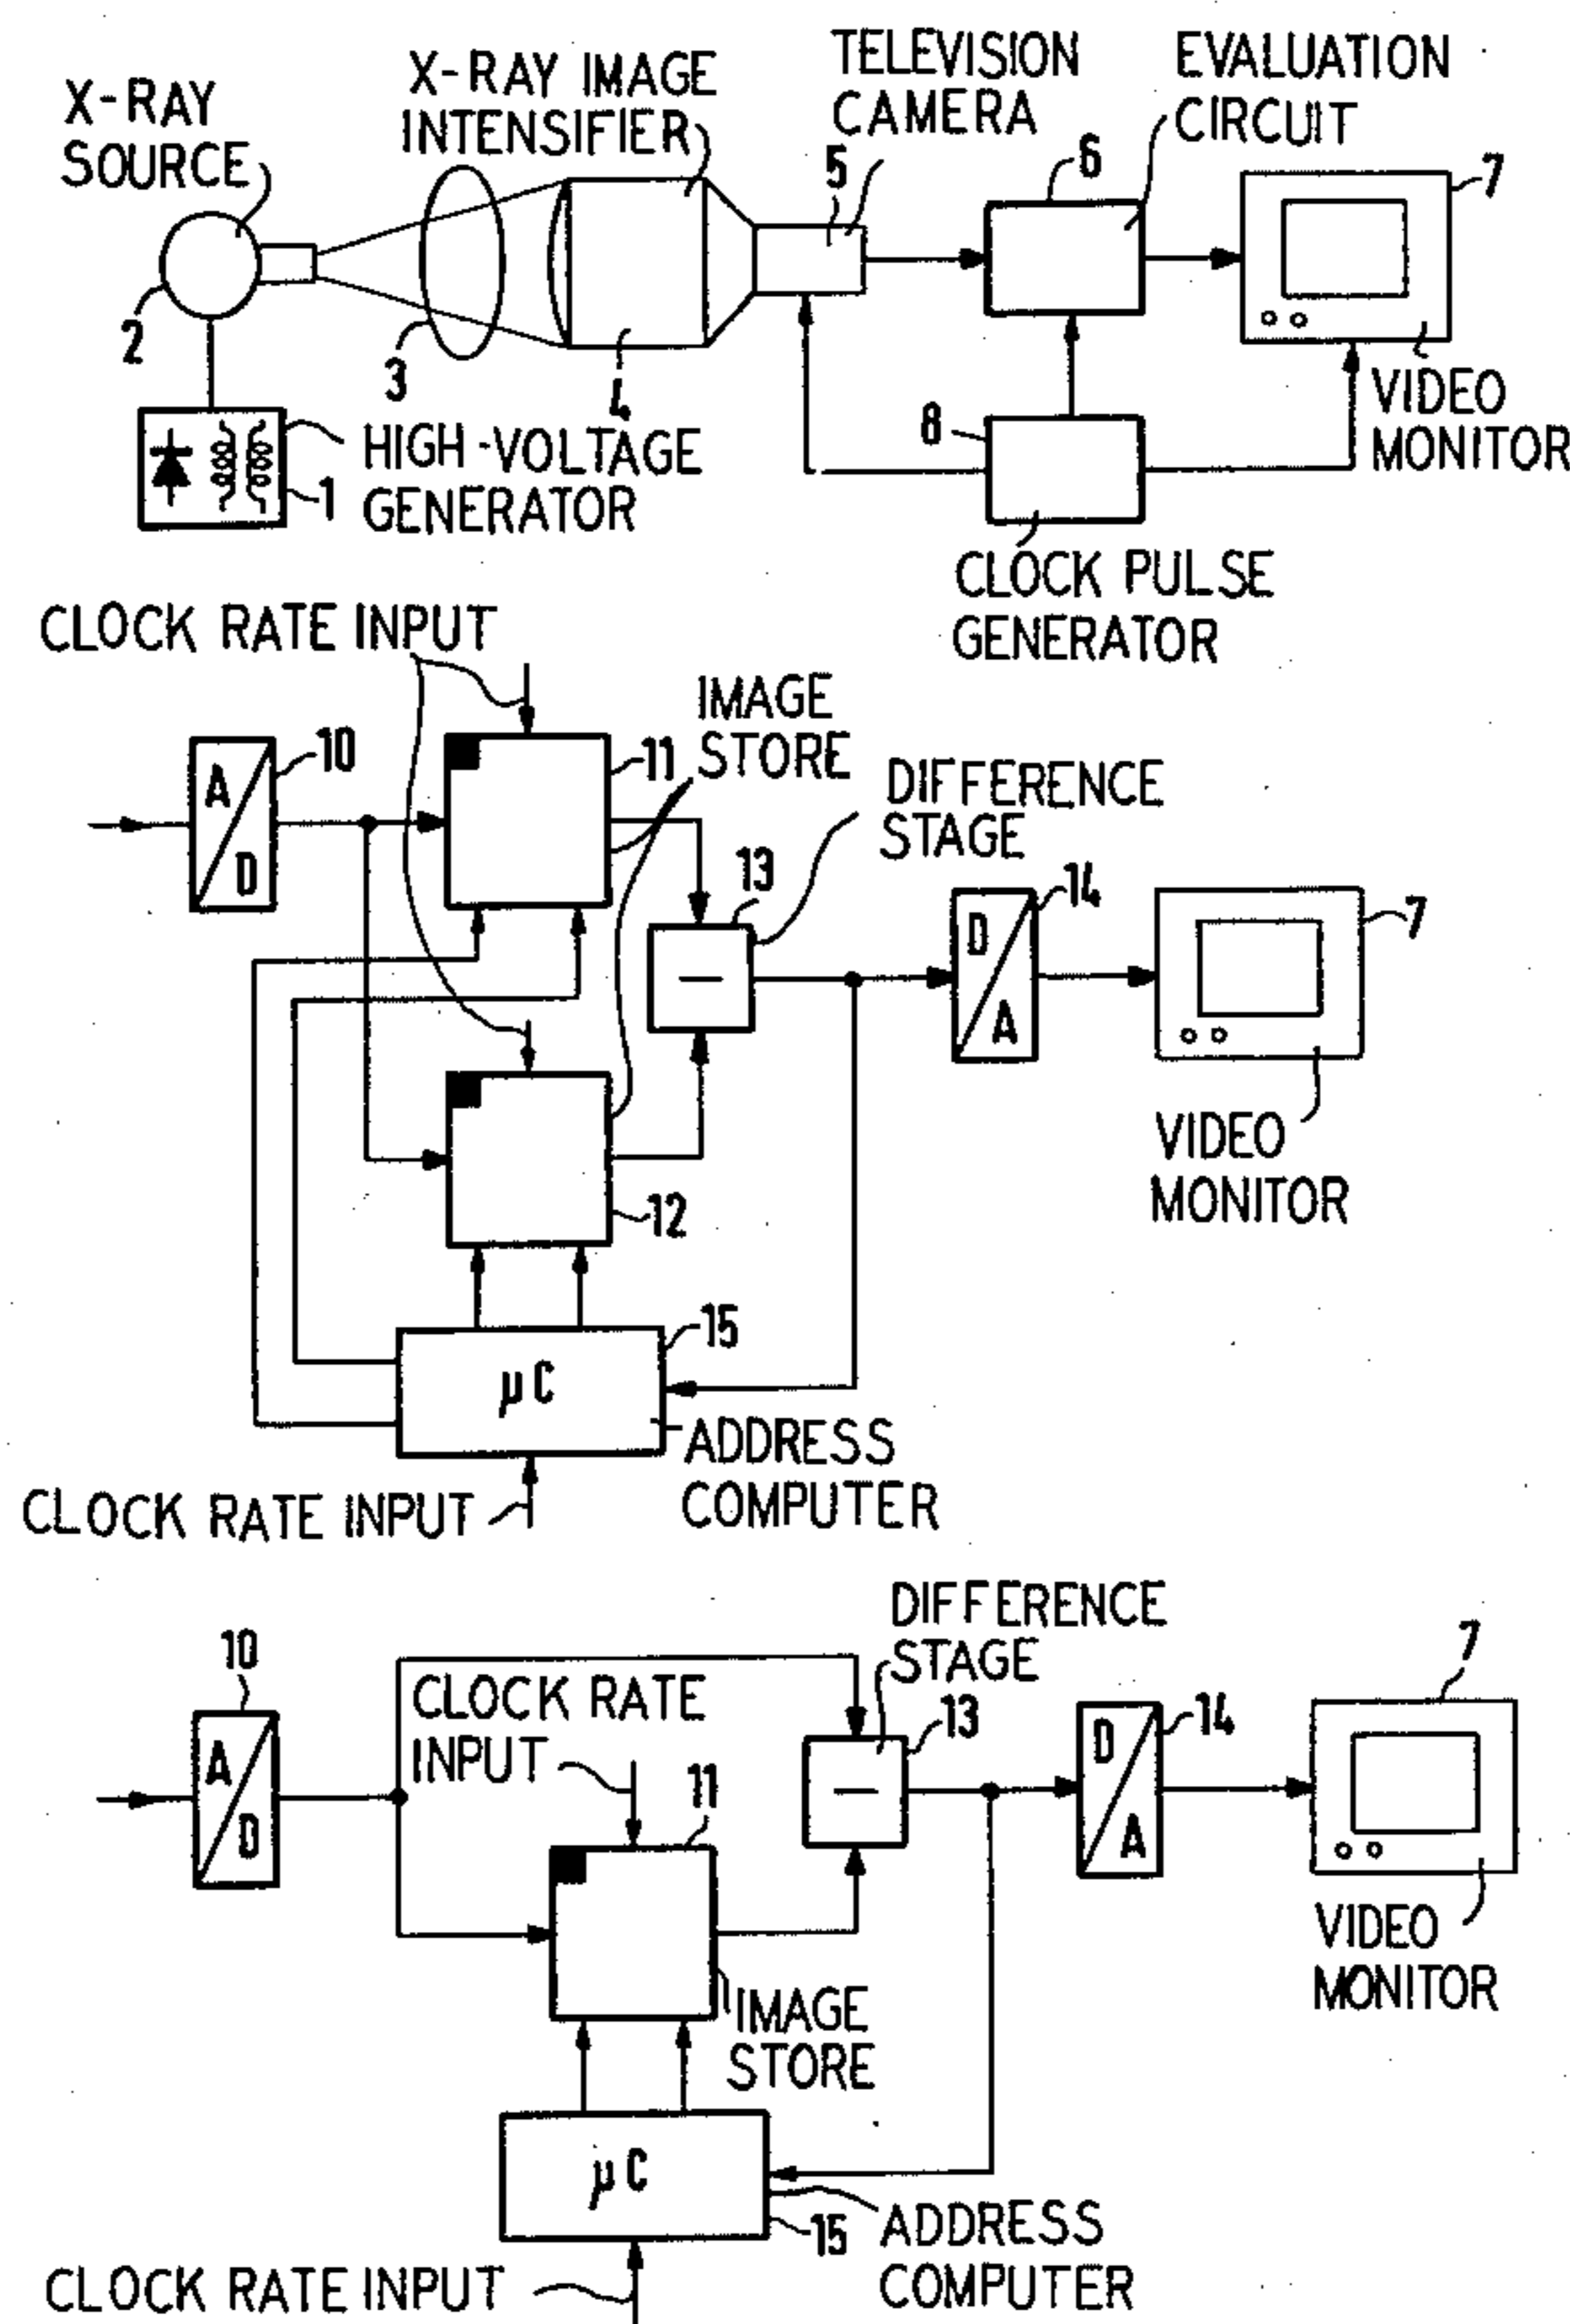 X-RAY
SOURCE
X-RAY IMAGE
INTENSIFIER
TELEVISION
CAMERA
EVALUATION
CIRCUIT
5
6
7
2
3
4
8
VIDEO
MONITOR
HIGH-VOLTAGE
GENERATOR
1
CLOCK PULSE
GENERATOR
CLOCK RATE INPUT
IMAGE
STORE
10
11
A
D
DIFFERENCE
STAGE
13
14
7
D
A
12
VIDEO
MONITOR
15
µC
ADDRESS
COMPUTER
CLOCK RATE INPUT
DIFFERENCE
STAGE
10
7
CLOCK RATE
INPUT
13
14
A
D
11
D
A
VIDEO
MONITOR
IMAGE
STORE
µC
15
ADDRESS
COMPUTER
CLOCK RATE INPUT